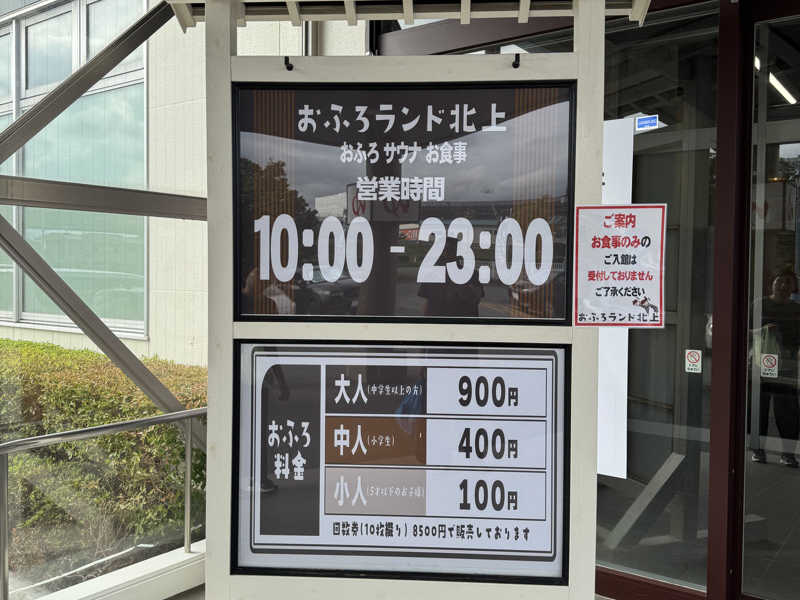 おふろランド北上
おふろ サウナ お食事
営業時間
10:00 - 23:00
ご案内
お食事のみの
ご入館は
受付しておりません
ご了承ください
おふろランド北上
おふろ
料金
大人(中学生以上の方) 900円
中人(小学生) 400円
小人(5才以下のお子様) 100円
回数券(10枚綴り) 8500円で販売しております